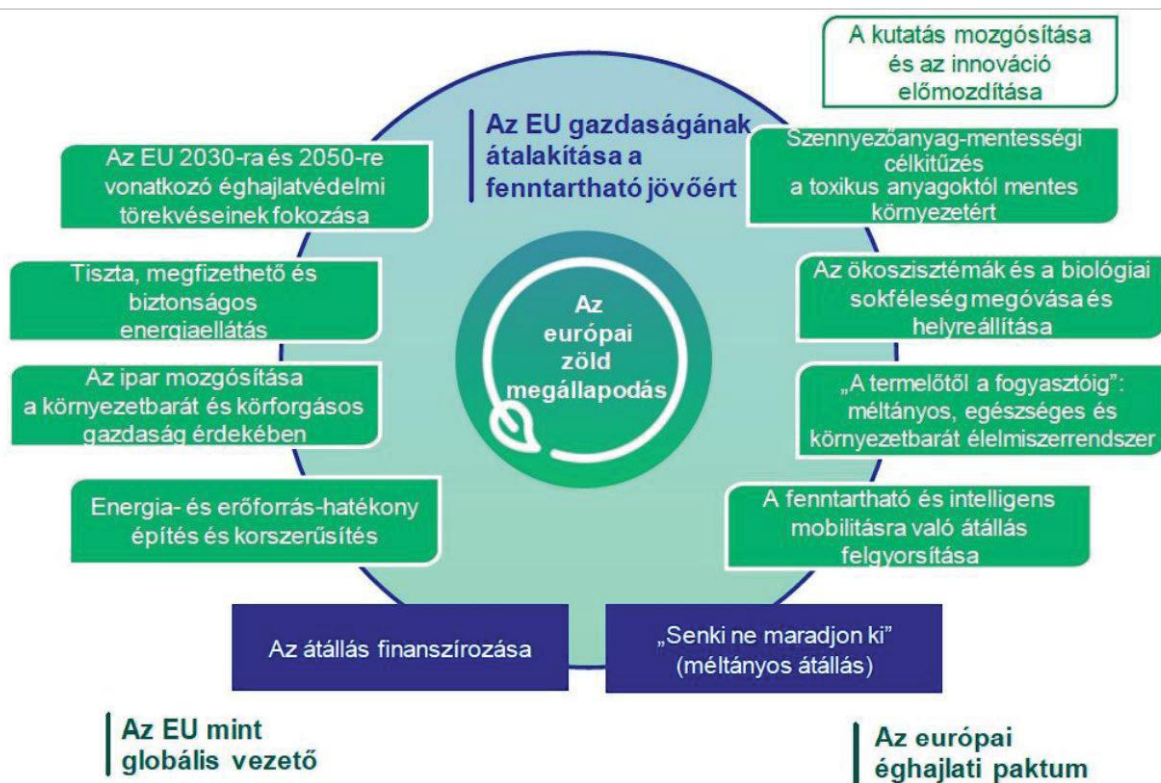 A kutatás mozgósítása
és az innováció
előmozdítása
Az EU gazdaságának
átalakítása a
fenntartható jövőért
Az EU 2030-ra és 2050-re
vonatkozó éghajlatvédelmi
törekvéseinek fokozása
Szennyezőanyag-mentességi
célkitűzés
a toxikus anyagoktól mentes
környezetért
Tiszta, megfizethető és
biztonságos
energiaellátás
Az ökoszisztémák és a biológiai
sokféleség megóvása és
helyreállítása
Az
európai
zöld
megállapodás
Az ipar mozgósítása
a környezetbarát és körforgásos
gazdaság érdekében
„A termelőtől a fogyasztóig”:
méltányos, egészséges és
környezetbarát élelmiszerrendszer
Energia- és erőforrás-hatékony
építés és korszerűsítés
A fenntartható és intelligens
mobilitásra való átállás
felgyorsítása
Az átállás finanszírozása
„Senki ne maradjon ki”
(méltányos átállás)
Az EU mint
globális vezető
Az európai
éghajlati paktum